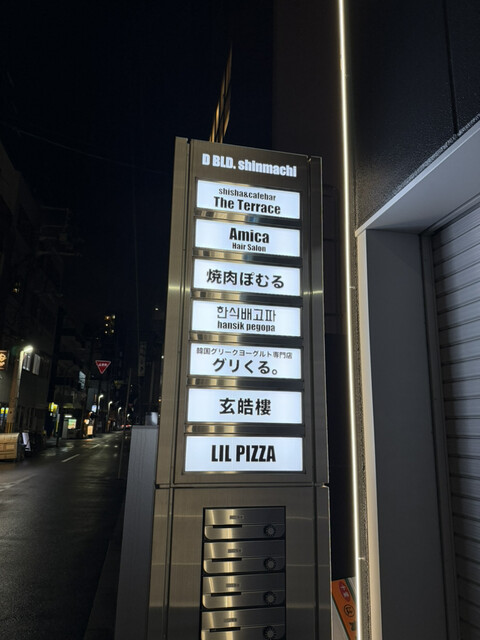 D BLD. shinmachi
shisha&cafebar
The Terrace
Amica
Hair Salon
焼肉ぽむる
한식배고파
hansik pegopa
韓国グリークヨーグルト専門店
グリくる。
玄皓樓
LIL PIZZA